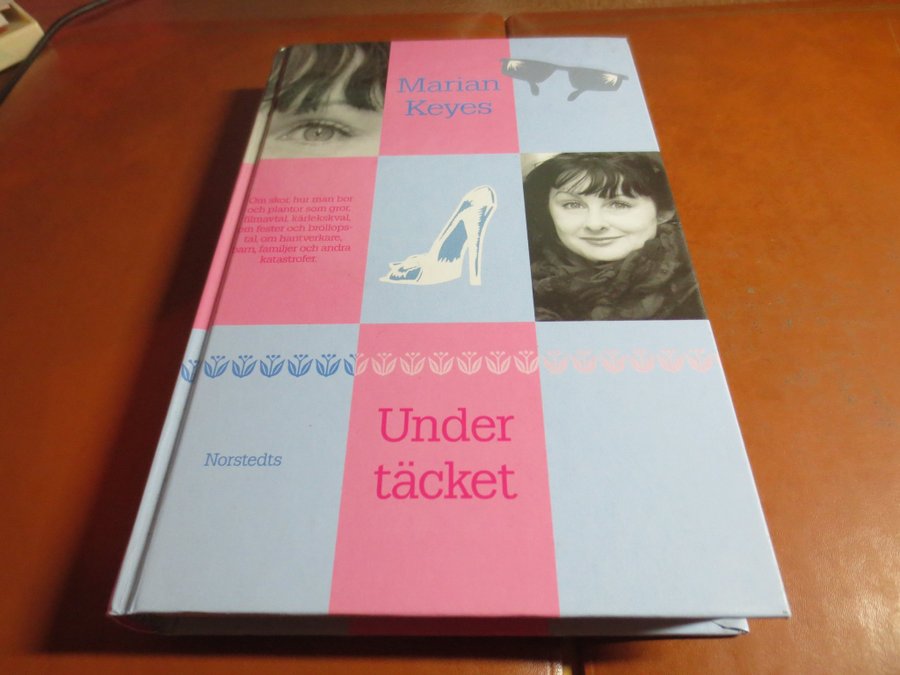 Marian
Keyes
Om skor, hur man bor
och plantor som gror,
filmavtal, kärlekskval,
om fester och bröllops-
tal, om hantverkare,
barn, familjer och andra
katastrofer.
Under
täcket
Norstedts